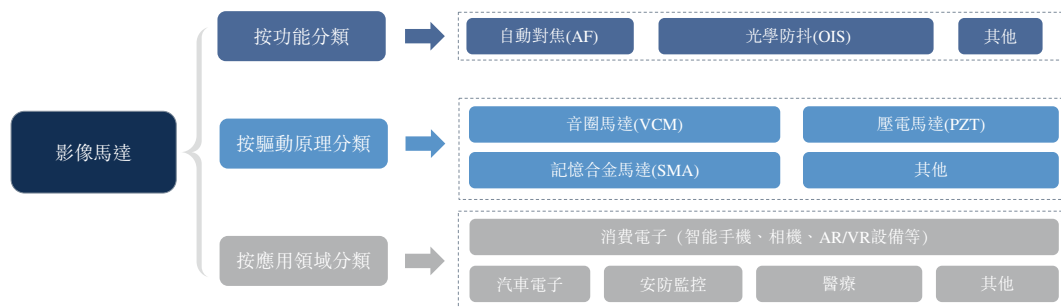 影像馬達
按功能分類
自動對焦(AF)
光學防抖(OIS)
其他
按驅動原理分類
音圈馬達(VCM)
壓電馬達(PZT)
記憶合金馬達(SMA)
其他
按應用領域分類
消費電子（智能手機、相機、AR/VR設備等）
汽車電子
安防監控
醫療
其他